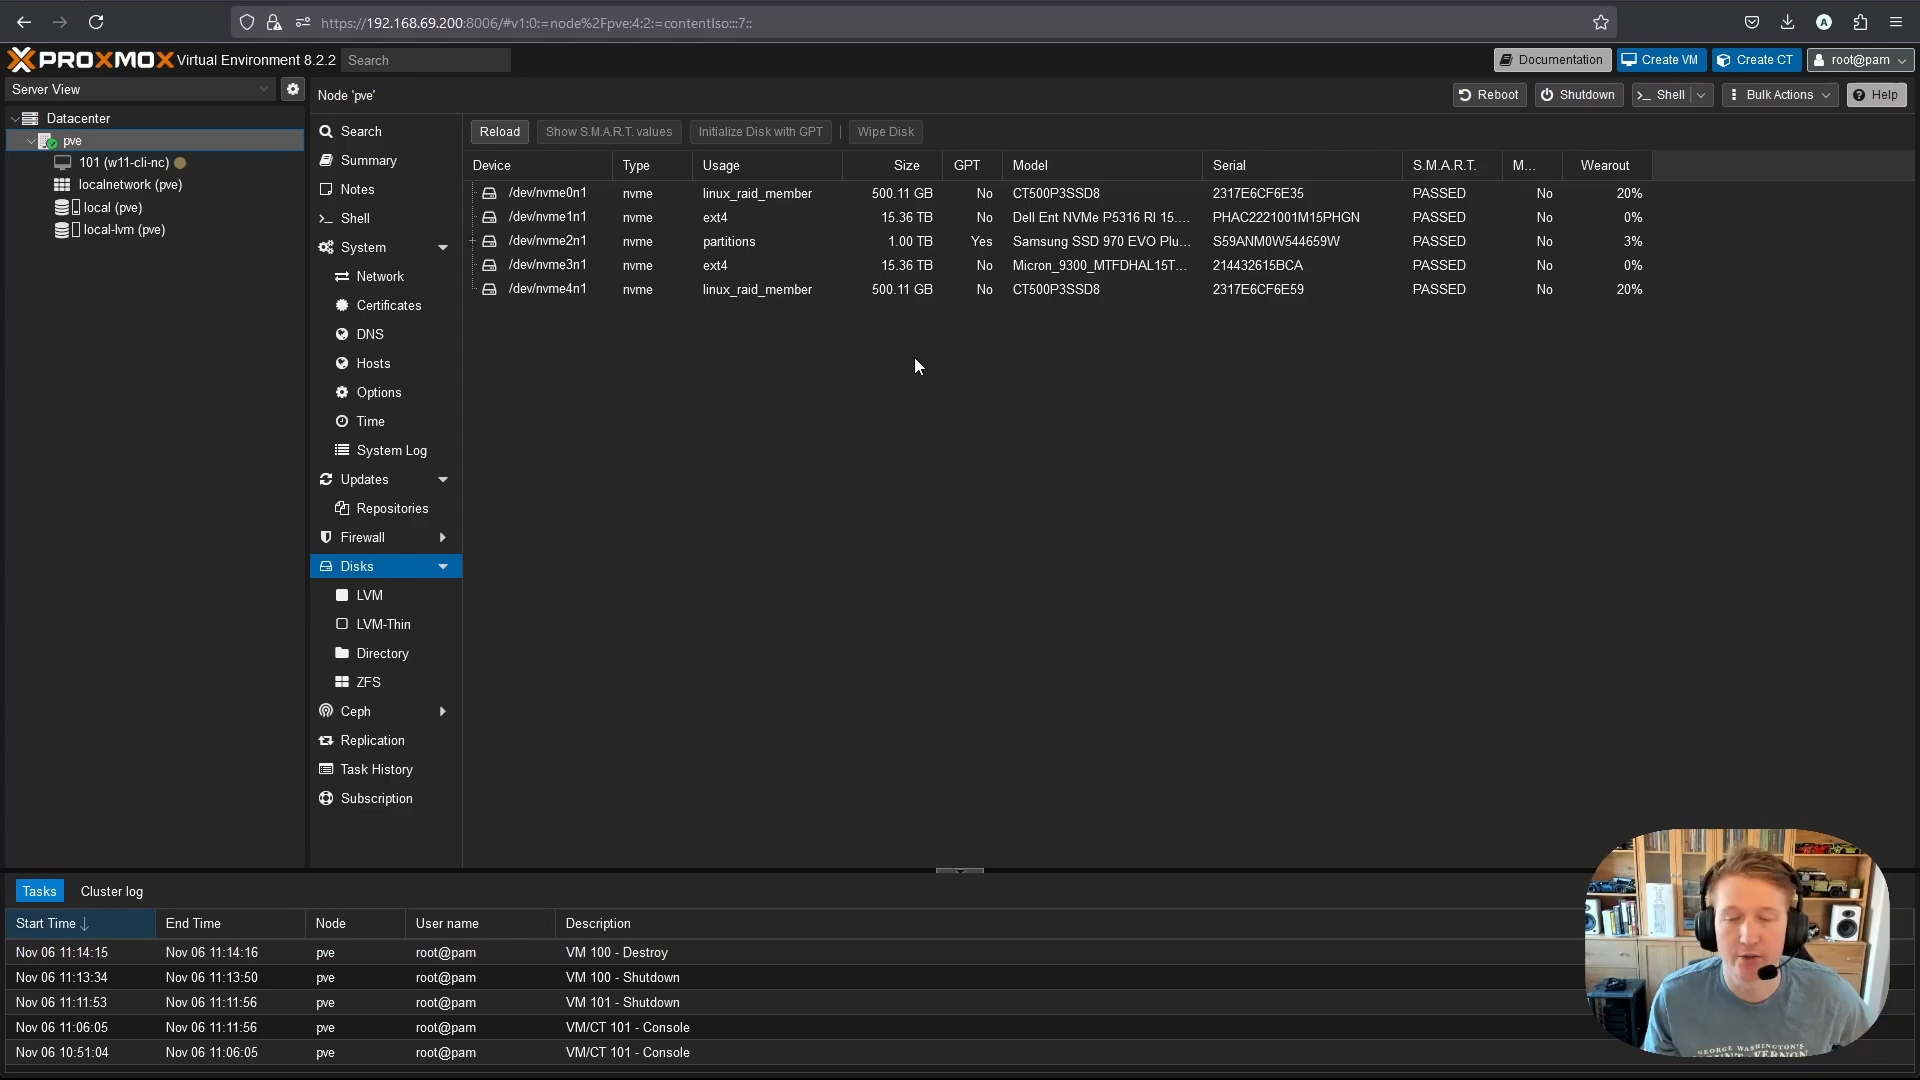 https://192.168.69.200:8006/#v1:0:=node%2Fpve:4:2:=contentIso:::7::
A
PROXMOX Virtual Environment 8.2.2 Search
Documentation Create VM Create CT root@pam
Server View
Node 'pve'
Reboot Shutdown Shell Bulk Actions Help
Datacenter
pve
101 (w11-cli-nc)
localnetwork (pve)
local (pve)
local-lvm (pve)
Search
Summary
Notes
Shell
System
Network
Certificates
DNS
Hosts
Options
Time
System Log
Updates
Repositories
Firewall
Disks
LVM
LVM-Thin
Directory
ZFS
Ceph
Replication
Task History
Subscription
Reload Show S.M.A.R.T. values Initialize Disk with GPT Wipe Disk
Device Type Usage Size GPT Model Serial S.M.A.R.T. M... Wearout
/dev/nvme0n1 nvme linux_raid_member 500.11 GB No CT500P3SSD8 2317E6CF6E35 PASSED No 20%
/dev/nvme1n1 nvme ext4 15.36 TB No Dell Ent NVMe P5316 RI 15.... PHAC2221001M15PHGN PASSED No 0%
/dev/nvme2n1 nvme partitions 1.00 TB Yes Samsung SSD 970 EVO Plu... S59ANM0W544659W PASSED No 3%
/dev/nvme3n1 nvme ext4 15.36 TB No Micron_9300_MTFDHAL15T... 214432615BCA PASSED No 0%
/dev/nvme4n1 nvme linux_raid_member 500.11 GB No CT500P3SSD8 2317E6CF6E59 PASSED No 20%
Tasks Cluster log
Start Time End Time Node User name Description
Nov 06 11:14:15 Nov 06 11:14:16 pve root@pam VM 100 - Destroy
Nov 06 11:13:34 Nov 06 11:13:50 pve root@pam VM 100 - Shutdown
Nov 06 11:11:53 Nov 06 11:11:56 pve root@pam VM 101 - Shutdown
Nov 06 11:06:05 Nov 06 11:11:56 pve root@pam VM/CT 101 - Console
Nov 06 10:51:04 Nov 06 11:06:05 pve root@pam VM/CT 101 - Console
GEORGE WASHINGTON'S